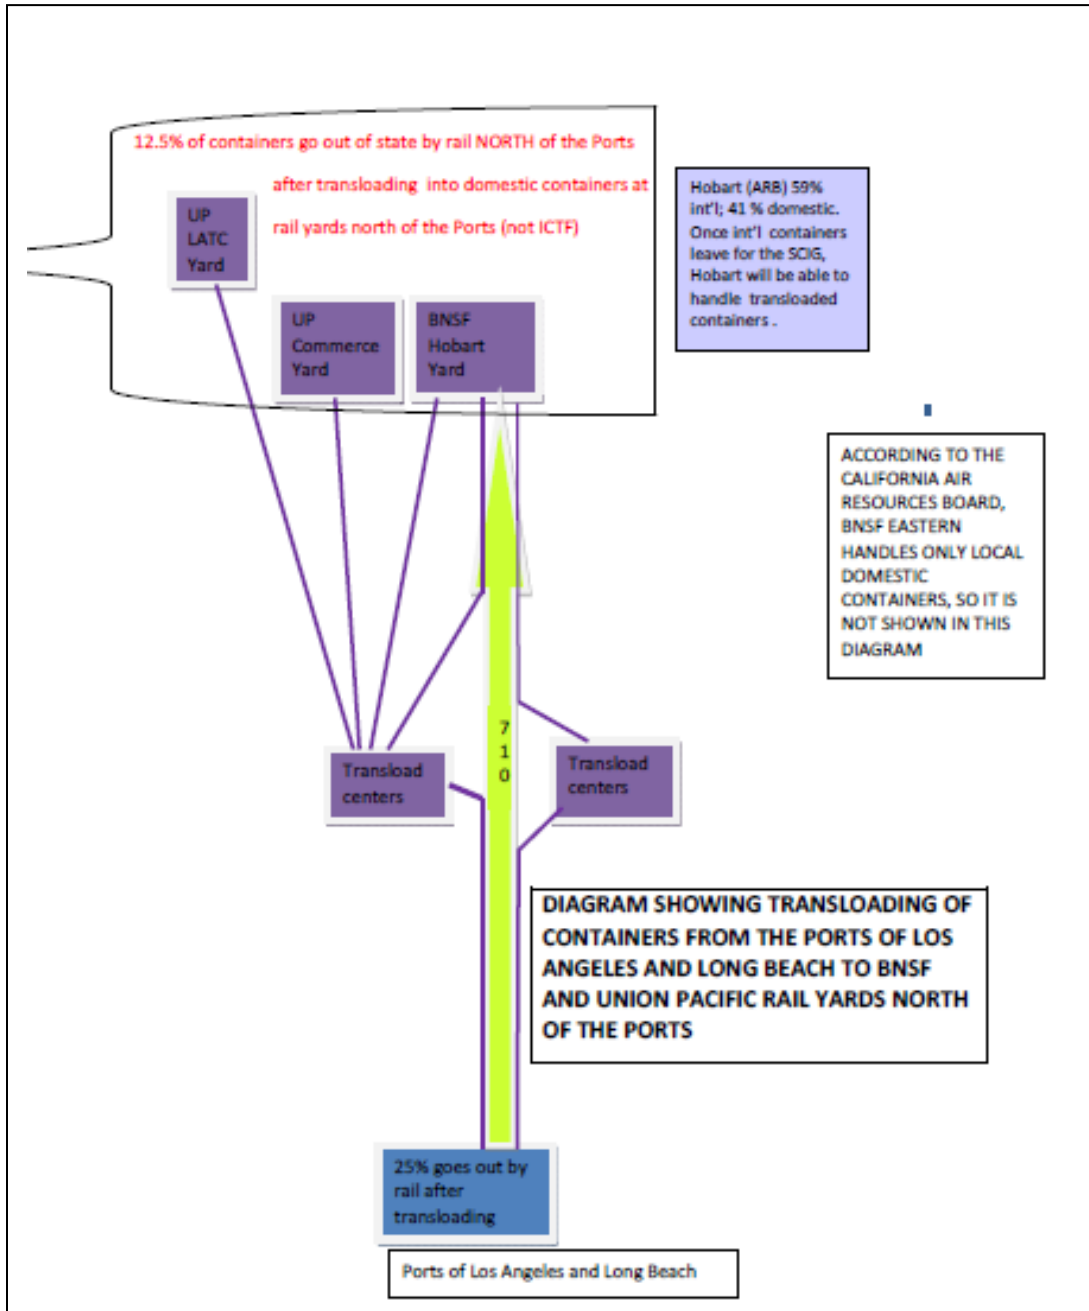 12.5% of containers go out of state by rail NORTH of the Ports
after transloading into domestic containers at
rail yards north of the Ports (not ICTF)
UP
LATC
Yard
UP
Commerce
Yard
BNSF
Hobart
Yard
Hobart (ARB) 59%
int'l; 41 % domestic.
Once int'l containers
leave for the SCIG,
Hobart will be able to
handle transloaded
containers .
ACCORDING TO THE
CALIFORNIA AIR
RESOURCES BOARD,
BNSF EASTERN
HANDLES ONLY LOCAL
DOMESTIC
CONTAINERS, SO IT IS
NOT SHOWN IN THIS
DIAGRAM
7
1
0
Transload
centers
Transload
centers
DIAGRAM SHOWING TRANSLOADING OF
CONTAINERS FROM THE PORTS OF LOS
ANGELES AND LONG BEACH TO BNSF
AND UNION PACIFIC RAIL YARDS NORTH
OF THE PORTS
25% goes out by
rail after
transloading
Ports of Los Angeles and Long Beach